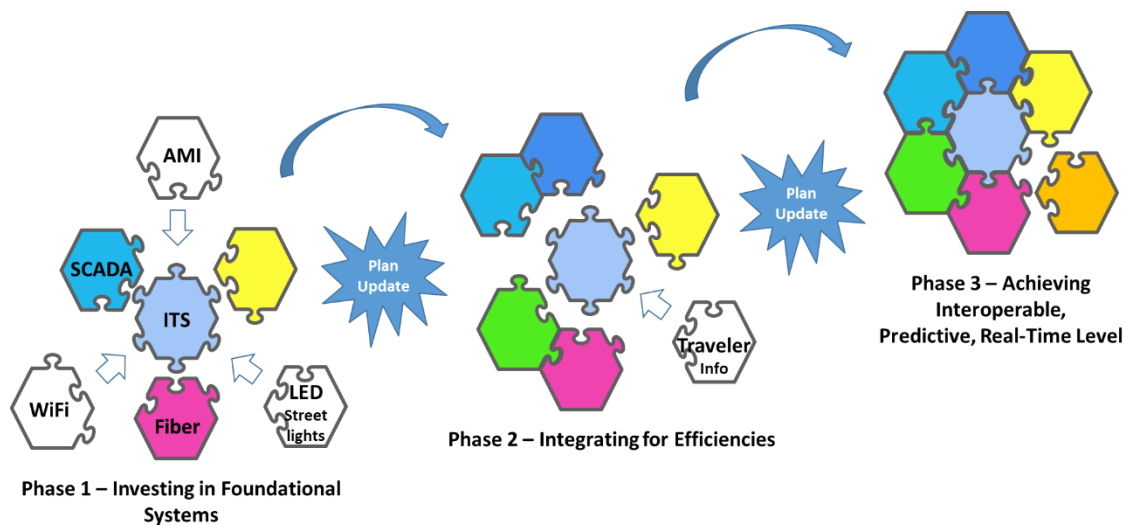 AMI
SCADA
ITS
WiFi
Fiber
LED
Street
lights
Phase 1 – Investing in Foundational
Systems
Plan
Update
Traveler
Info
Phase 2 – Integrating for Efficiencies
Plan
Update
Phase 3 – Achieving
Interoperable,
Predictive, Real-Time Level